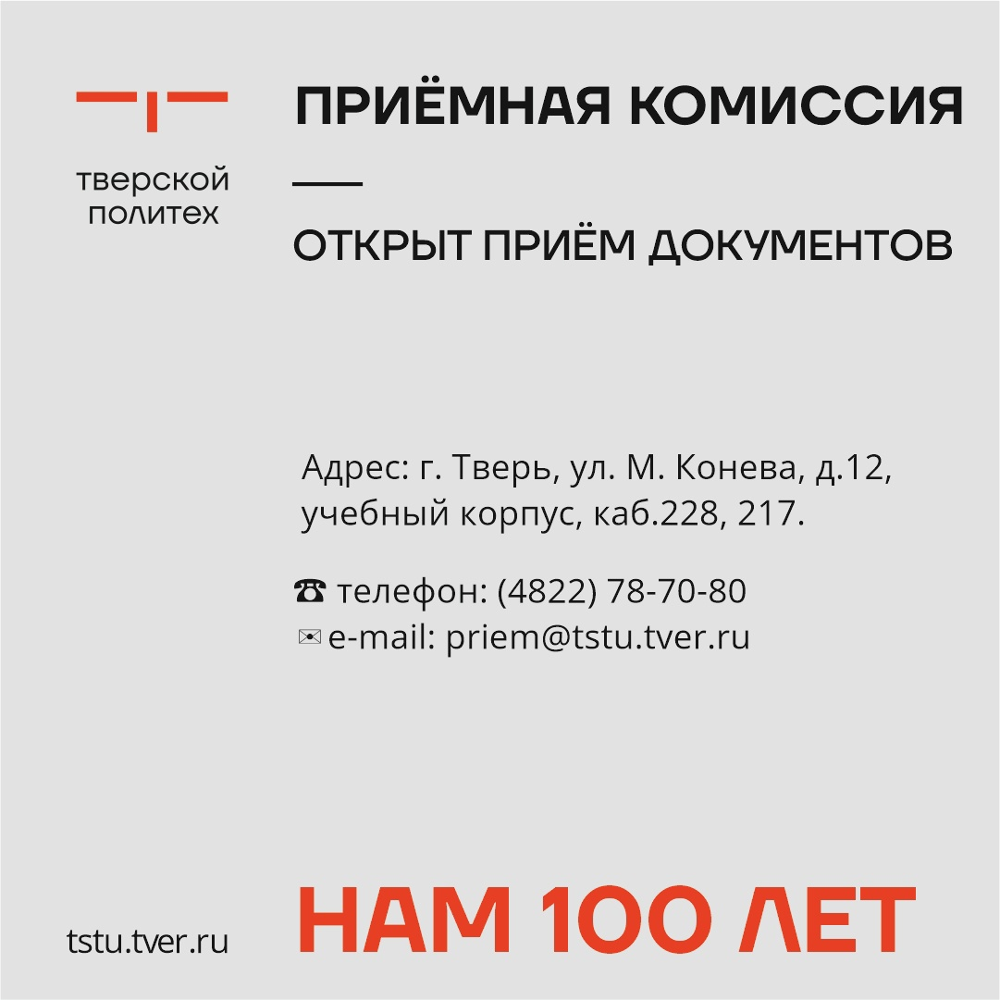 тверской
политех
ПРИЁМНАЯ КОМИССИЯ
ОТКРЫТ ПРИЁМ ДОКУМЕНТОВ
Адрес: г. Тверь, ул. М. Конева, д.12,
учебный корпус, каб.228, 217.
☎ телефон: (4822) 78-70-80
✉ e-mail: priem@tstu.tver.ru
tstu.tver.ru
НАМ 100 ЛЕТ